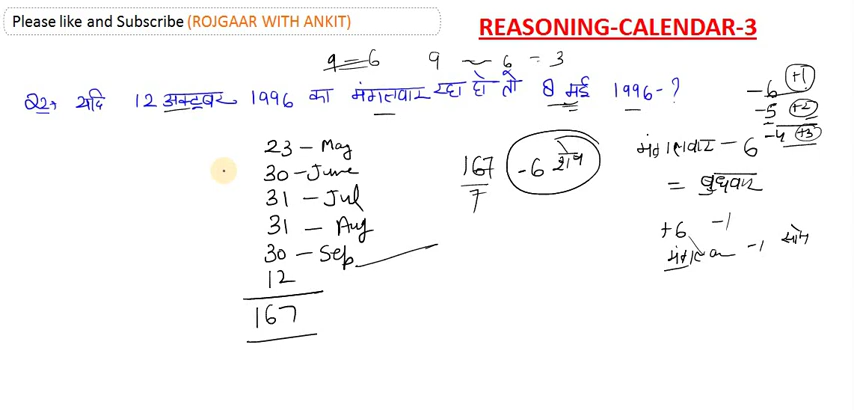 Please like and Subscribe (ROJGAAR WITH ANKIT)
REASONING-CALENDAR-3
9 = 6 9 ~ 6 = 3
Q2, यदि 12 अक्टूबर 1996 का मंगलवार रहा हो तो 8 मई 1996 - ?
-6 +1
-5 +2
-4 +3
23 - May
30 - June
31 - Jul
31 - Aug
30 - Sep
12
167
167
7
-6 शेष
मंगलवार - 6
= बुधवार
+6 -1
मंगलवार -1 सोम